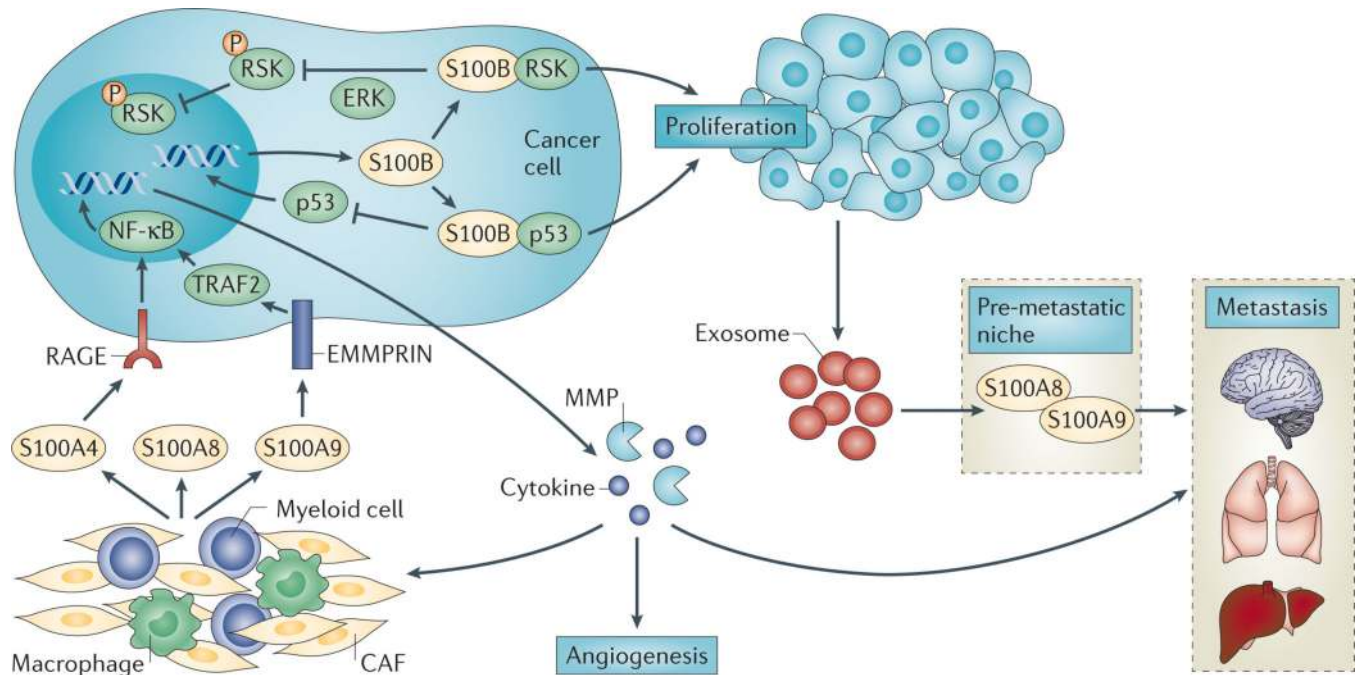 P
RSK
P
RSK
ERK
S100B
RSK
Cancer
cell
S100B
p53
S100B
p53
NF-κB
TRAF2
RAGE
EMMPRIN
Proliferation
Exosome
Pre-metastatic
niche
S100A8
S100A9
Metastasis
S100A4
S100A8
S100A9
MMP
Cytokine
Myeloid cell
Macrophage
CAF
Angiogenesis